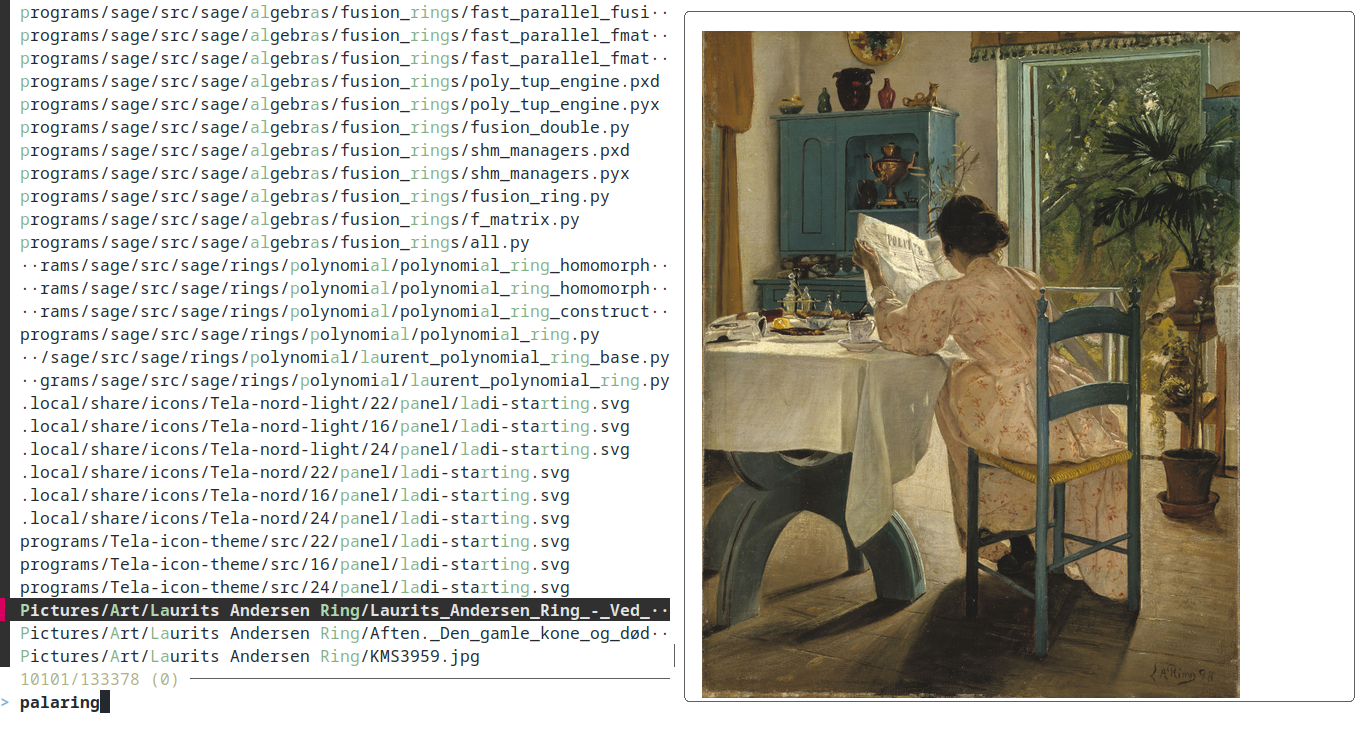 programs/sage/src/sage/algebras/fusion_rings/fast_parallel_fusi··
programs/sage/src/sage/algebras/fusion_rings/fast_parallel_fmat··
programs/sage/src/sage/algebras/fusion_rings/fast_parallel_fmat··
programs/sage/src/sage/algebras/fusion_rings/poly_tup_engine.pxd
programs/sage/src/sage/algebras/fusion_rings/poly_tup_engine.pyx
programs/sage/src/sage/algebras/fusion_rings/fusion_double.py
programs/sage/src/sage/algebras/fusion_rings/shm_managers.pxd
programs/sage/src/sage/algebras/fusion_rings/shm_managers.pyx
programs/sage/src/sage/algebras/fusion_rings/fusion_ring.py
programs/sage/src/sage/algebras/fusion_rings/f_matrix.py
programs/sage/src/sage/algebras/fusion_rings/all.py
··rams/sage/src/sage/rings/polynomial/polynomial_ring_homomorph··
··rams/sage/src/sage/rings/polynomial/polynomial_ring_homomorph··
··rams/sage/src/sage/rings/polynomial/polynomial_ring_construct··
programs/sage/src/sage/rings/polynomial/polynomial_ring.py
··/sage/src/sage/rings/polynomial/laurent_polynomial_ring_base.py
··grams/sage/src/sage/rings/polynomial/laurent_polynomial_ring.py
.local/share/icons/Tela-nord-light/22/panel/ladi-starting.svg
.local/share/icons/Tela-nord-light/16/panel/ladi-starting.svg
.local/share/icons/Tela-nord-light/24/panel/ladi-starting.svg
.local/share/icons/Tela-nord/22/panel/ladi-starting.svg
.local/share/icons/Tela-nord/16/panel/ladi-starting.svg
.local/share/icons/Tela-nord/24/panel/ladi-starting.svg
programs/Tela-icon-theme/src/22/panel/ladi-starting.svg
programs/Tela-icon-theme/src/16/panel/ladi-starting.svg
programs/Tela-icon-theme/src/24/panel/ladi-starting.svg
Pictures/Art/Laurits Andersen Ring/Laurits_Andersen_Ring_-_Ved_··
Pictures/Art/Laurits Andersen Ring/Aften._Den_gamle_kone_og_død··
Pictures/Art/Laurits Andersen Ring/KMS3959.jpg
10101/133378 (0)
> palaring